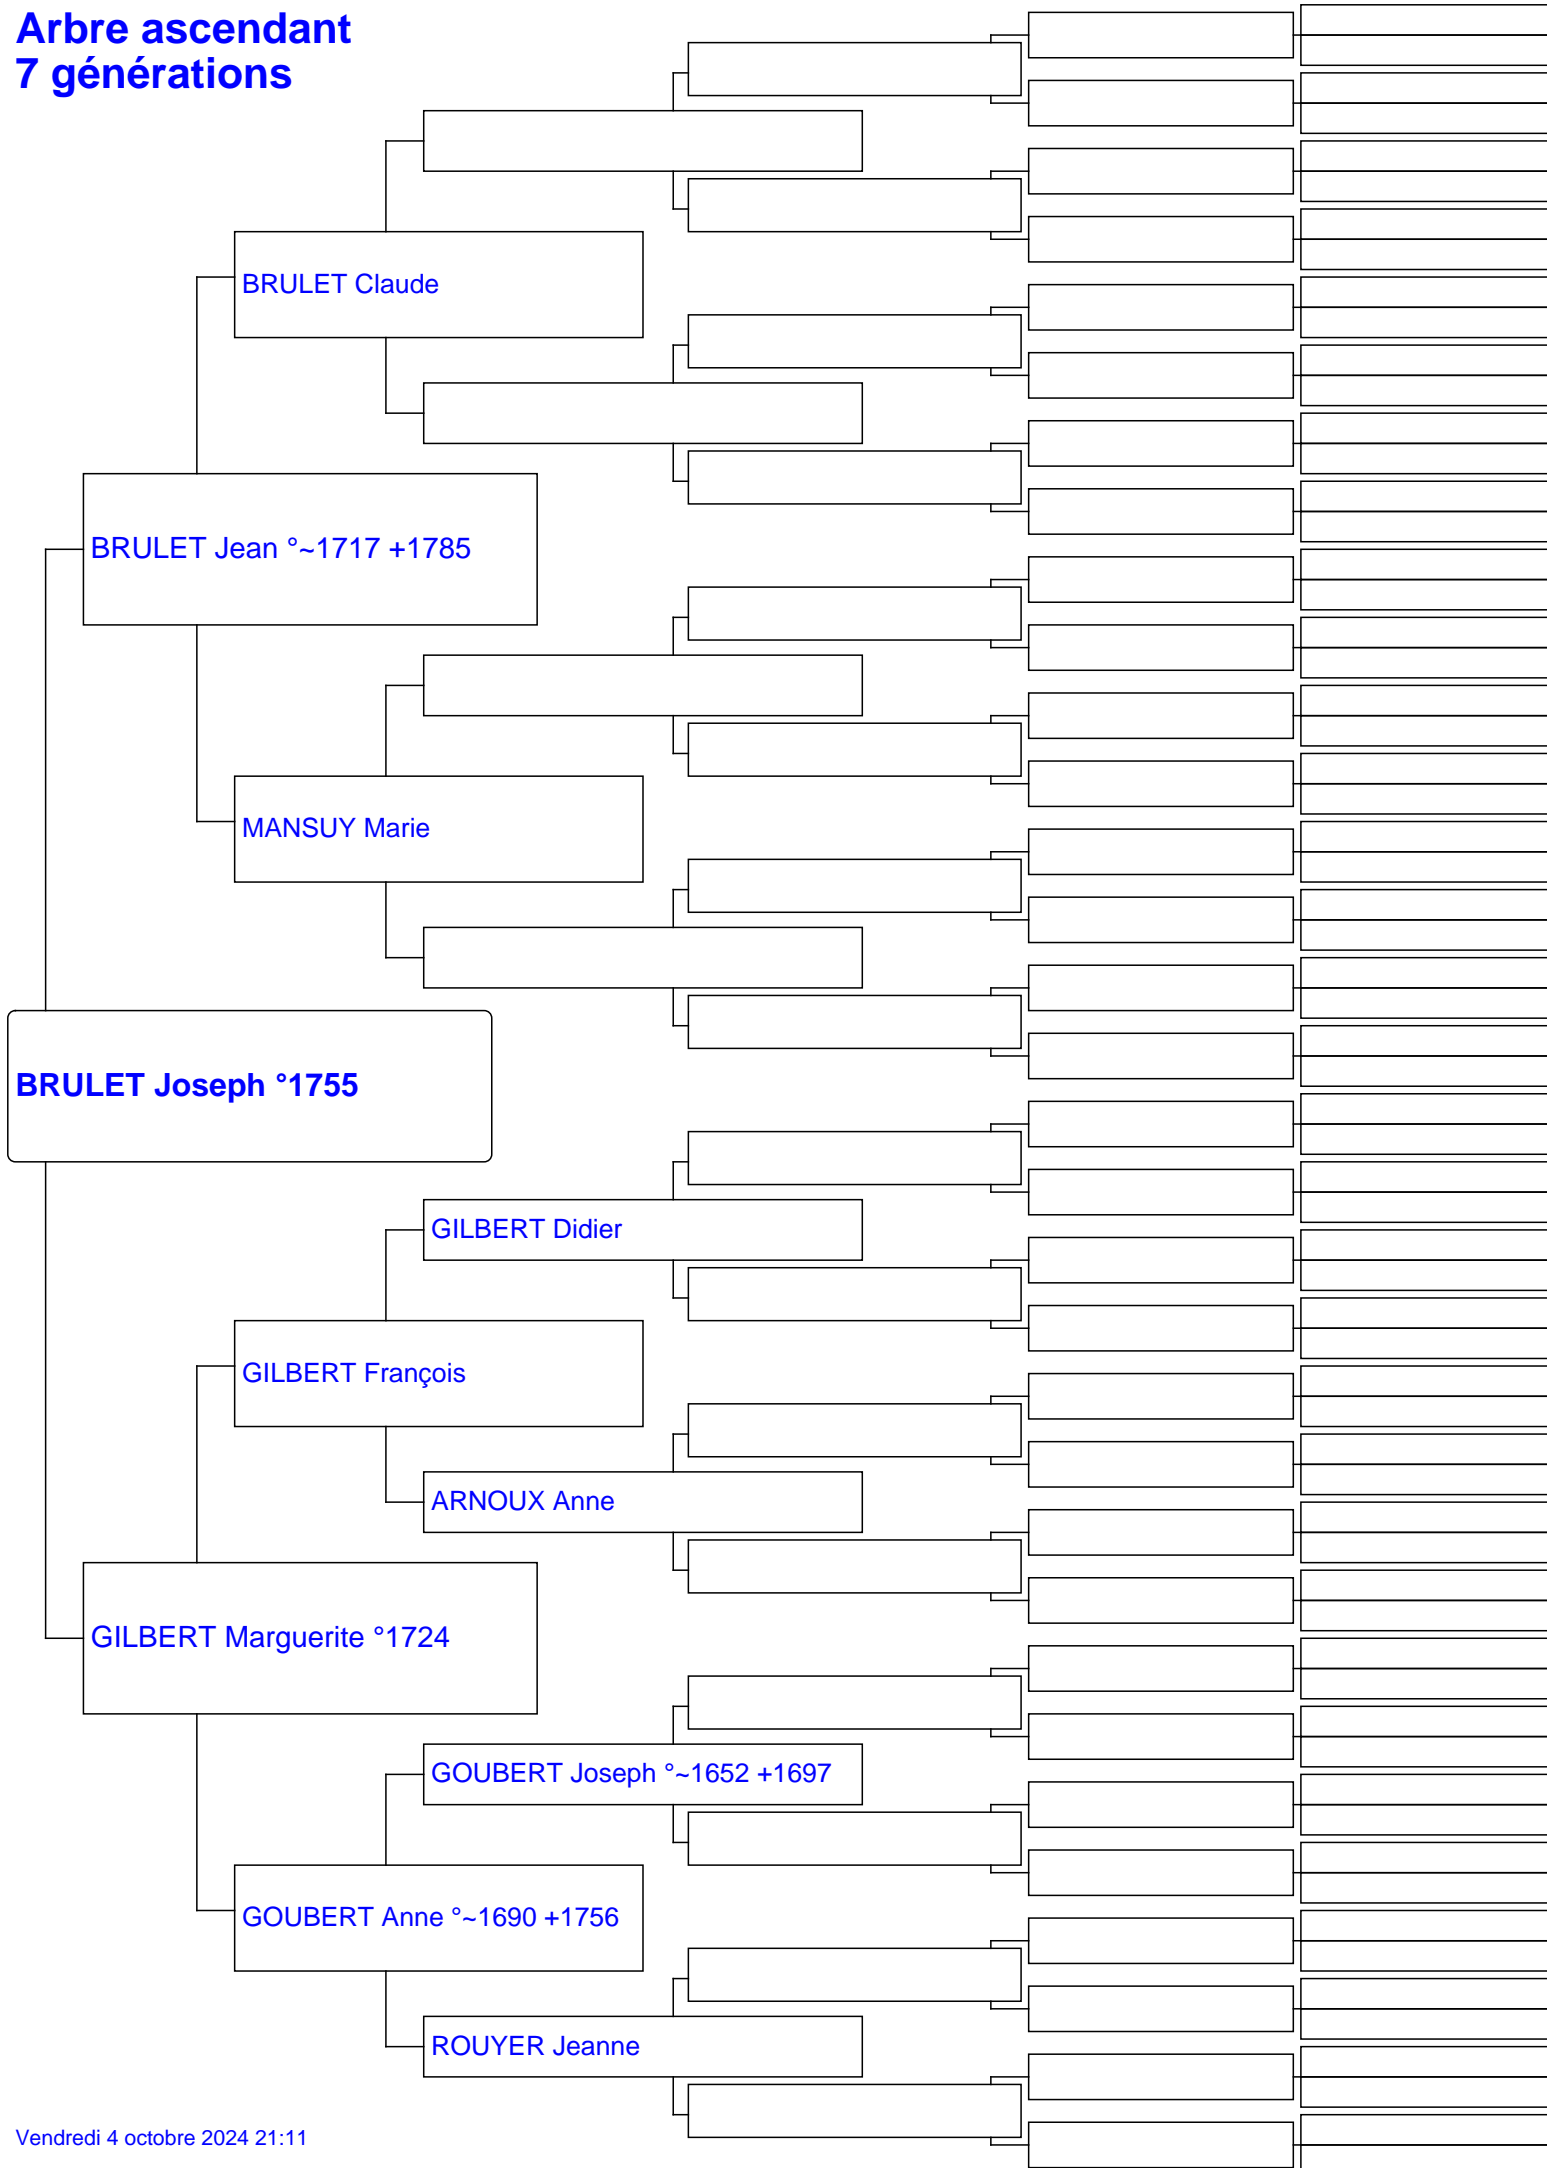 Arbre ascendant
7 générations
BRULET Claude
BRULET Jean °~1717 +1785
MANSUY Marie
BRULET Joseph °1755
GILBERT Didier
GILBERT François
ARNOUX Anne
GILBERT Marguerite °1724
GOUBERT Joseph °~1652 +1697
GOUBERT Anne °~1690 +1756
ROUYER Jeanne
Vendredi 4 octobre 2024 21:11